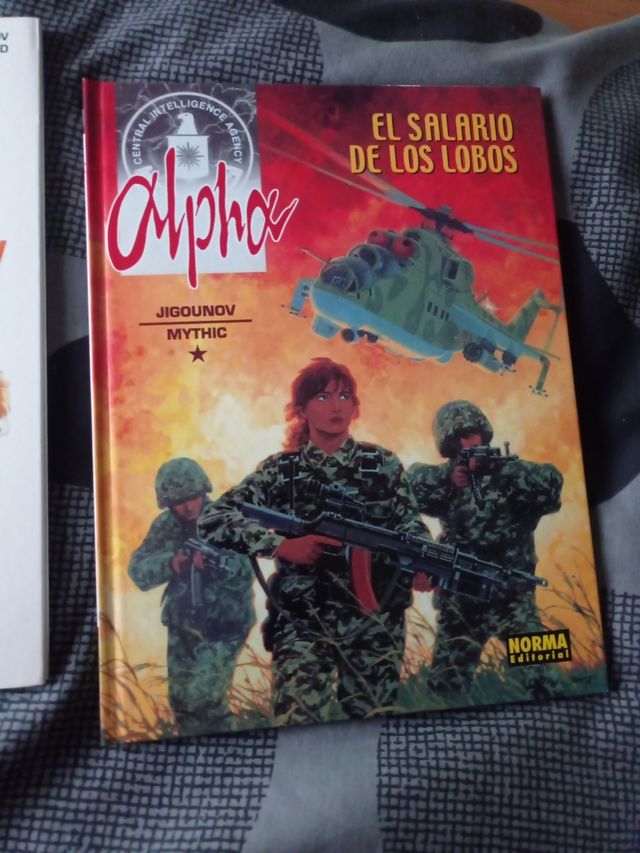 CENTRAL INTELLIGENCE AGENCY
Alpha
EL SALARIO
DE LOS LOBOS
JIGOUNOV
MYTHIC
NORMA
Editorial